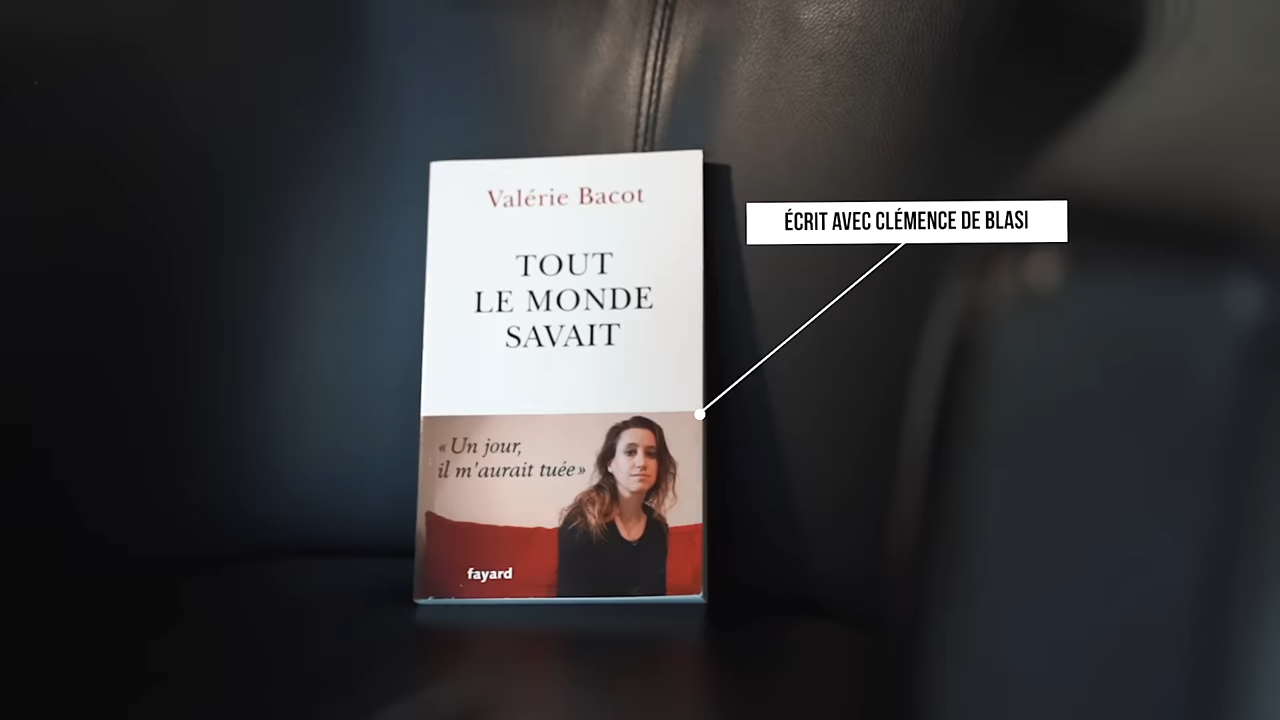 Valérie Bacot
TOUT
LE MONDE
SAVAIT
« Un jour,
il m'aurait tuée »
fayard
ÉCRIT AVEC CLÉMENCE DE BLASI